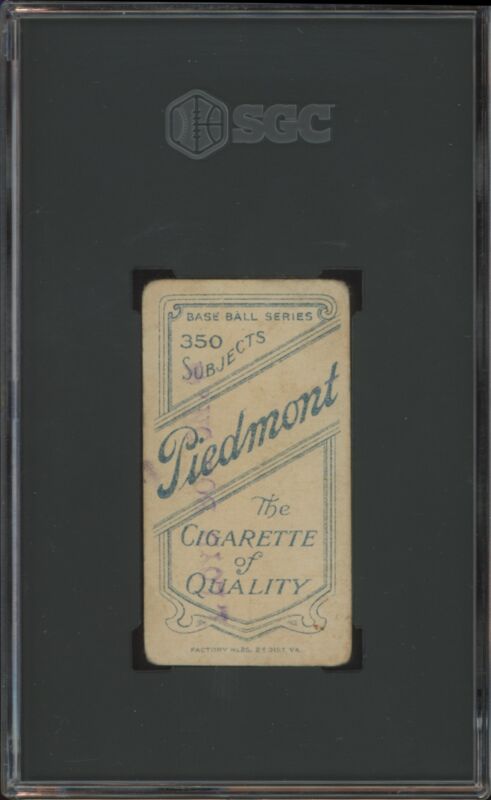 SGC
BASE BALL SERIES
350
SUBJECTS
Piedmont
The
CIGARETTE
of
QUALITY
FACTORY No 25, 2nd DIST. VA.